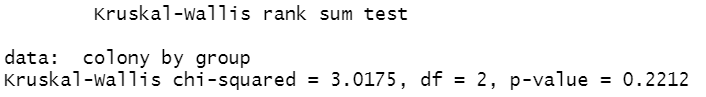 Kruskal-Wallis rank sum test
data:  colony by group
Kruskal-Wallis chi-squared = 3.0175, df = 2, p-value = 0.2212